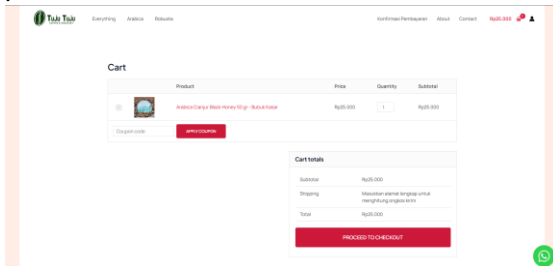 Tuju Tuju
Everything Arabica Robusta
Konfirmasi Pembayaran About Contact Rp25.000
Cart
Product Price Quantity Subtotal
Arabica Cianjur Black Honey 50 gr - Bubuk Kasar Rp25.000 1 Rp25.000
Coupon code APPLY COUPON
Cart totals
Subtotal Rp25.000
Shipping Masukkan alamat lengkap untuk
menghitung ongkos kirim
Total Rp25.000
PROCEED TO CHECKOUT